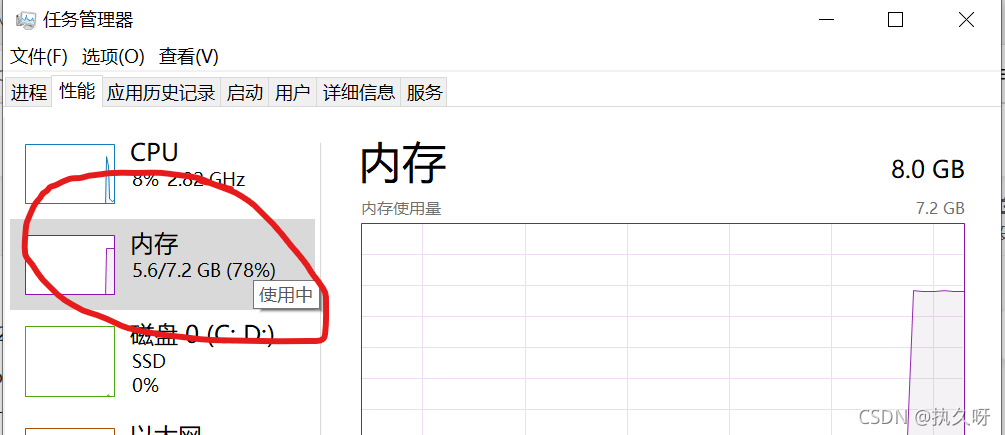 任务管理器
文件(F) 选项(O) 查看(V)
进程 性能 应用历史记录 启动 用户 详细信息 服务
CPU
8% 2.82 GHz
内存
5.6/7.2 GB (78%)
使用中
磁盘 0 (C: D:)
SSD
0%
以太网
内存
8.0 GB
内存使用量
7.2 GB
CSDN @执久呀